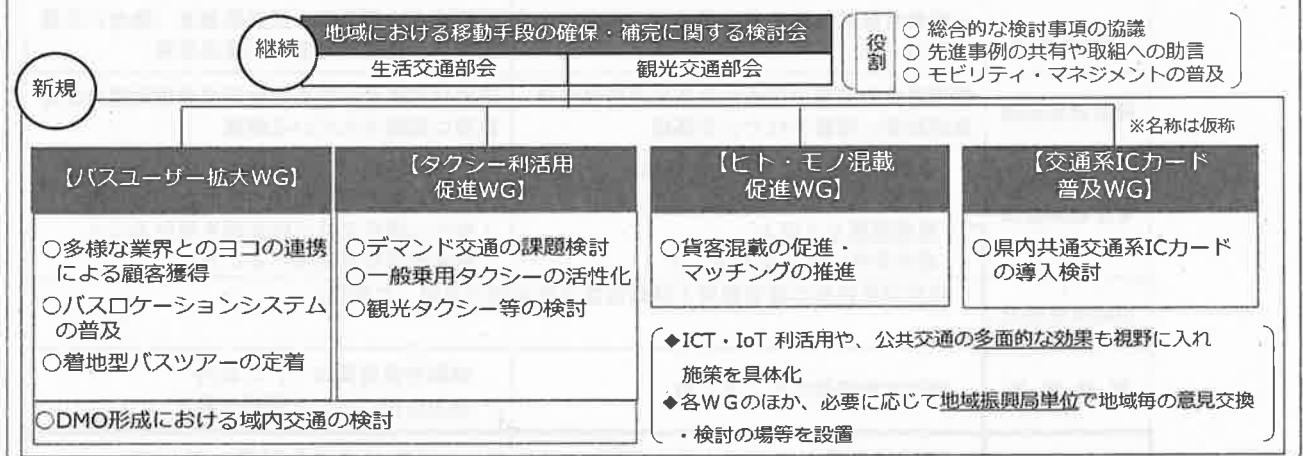 継続
地域における移動手段の確保・補完に関する検討会
生活交通部会
観光交通部会
役割
○ 総合的な検討事項の協議
○ 先進事例の共有や取組への助言
○ モビリティ・マネジメントの普及
新規
※名称は仮称
【バスユーザー拡大WG】
○多様な業界とのヨコの連携
による顧客獲得
○バスロケーションシステム
の普及
○着地型バスツアーの定着
【タクシー利活用
促進WG】
○デマンド交通の課題検討
○一般乗用タクシーの活性化
○観光タクシー等の検討
○DMO形成における域内交通の検討
【ヒト・モノ混載
促進WG】
○貨客混載の促進・
マッチングの推進
【交通系ICカード
普及WG】
○県内共通交通系ICカード
の導入検討
◆ICT・IoT 利活用や、公共交通の多面的な効果も視野に入れ
施策を具体化
◆各WGのほか、必要に応じて地域振興局単位で地域毎の意見交換
・検討の場等を設置